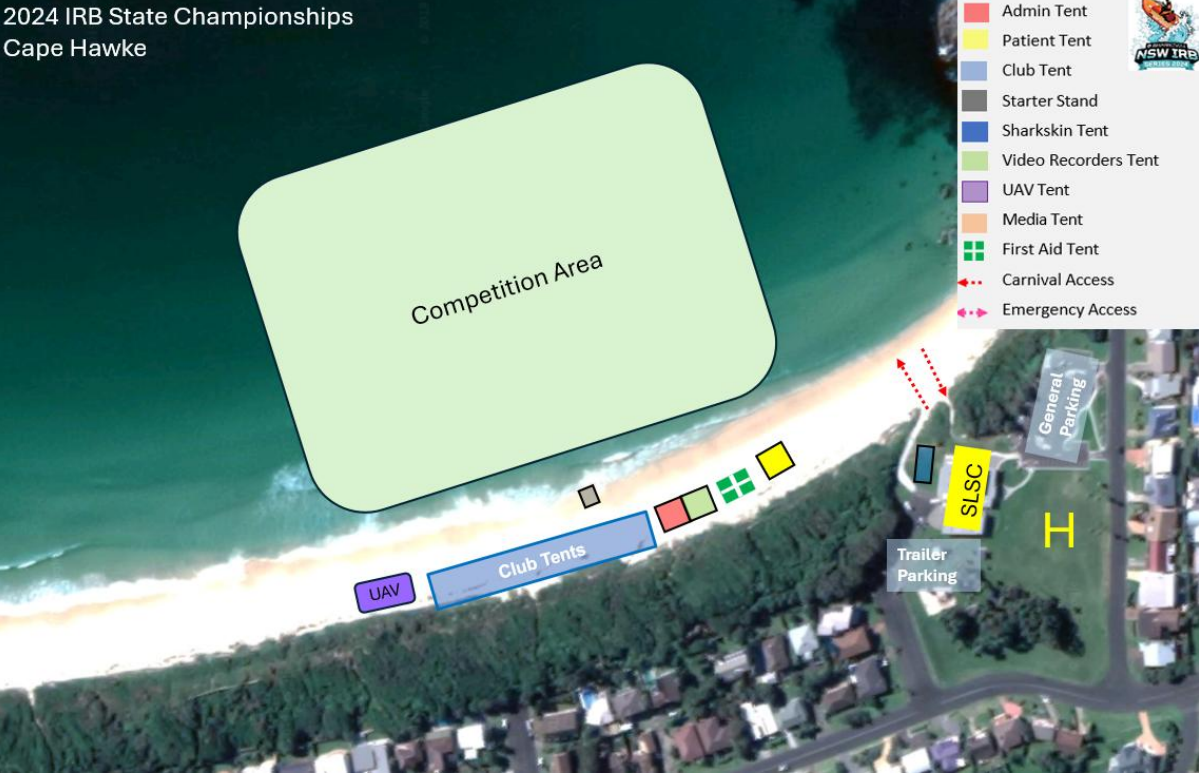 2024 IRB State Championships
Cape Hawke
Admin Tent
Patient Tent
Club Tent
Starter Stand
Sharkskin Tent
Video Recorders Tent
UAV Tent
Media Tent
First Aid Tent
Carnival Access
Emergency Access
NSW IRB
SERIES 2024
Competition Area
General
Parking
SLSC
H
Trailer
Parking
Club Tents
UAV